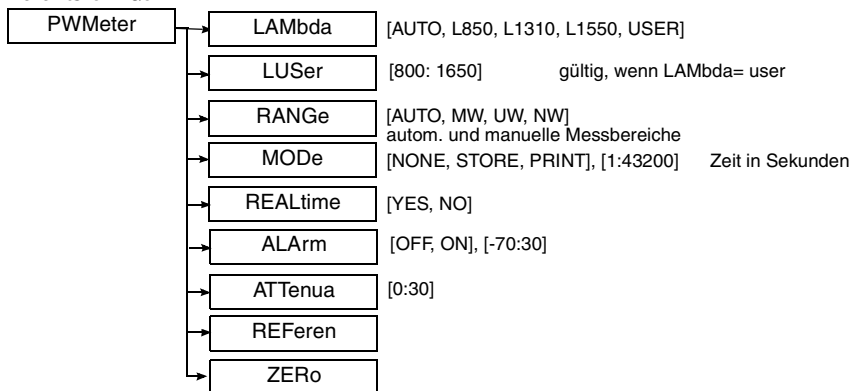 PWMeter
LAMbda [AUTO, L850, L1310, L1550, USER]
LUSer [800: 1650] gültig, wenn LAMbda= user
RANGe [AUTO, MW, UW, NW]
autom. und manuelle Messbereiche
MODe [NONE, STORE, PRINT], [1:43200] Zeit in Sekunden
REALtime [YES, NO]
ALArm [OFF, ON], [-70:30]
ATTenua [0:30]
REFeren
ZERo